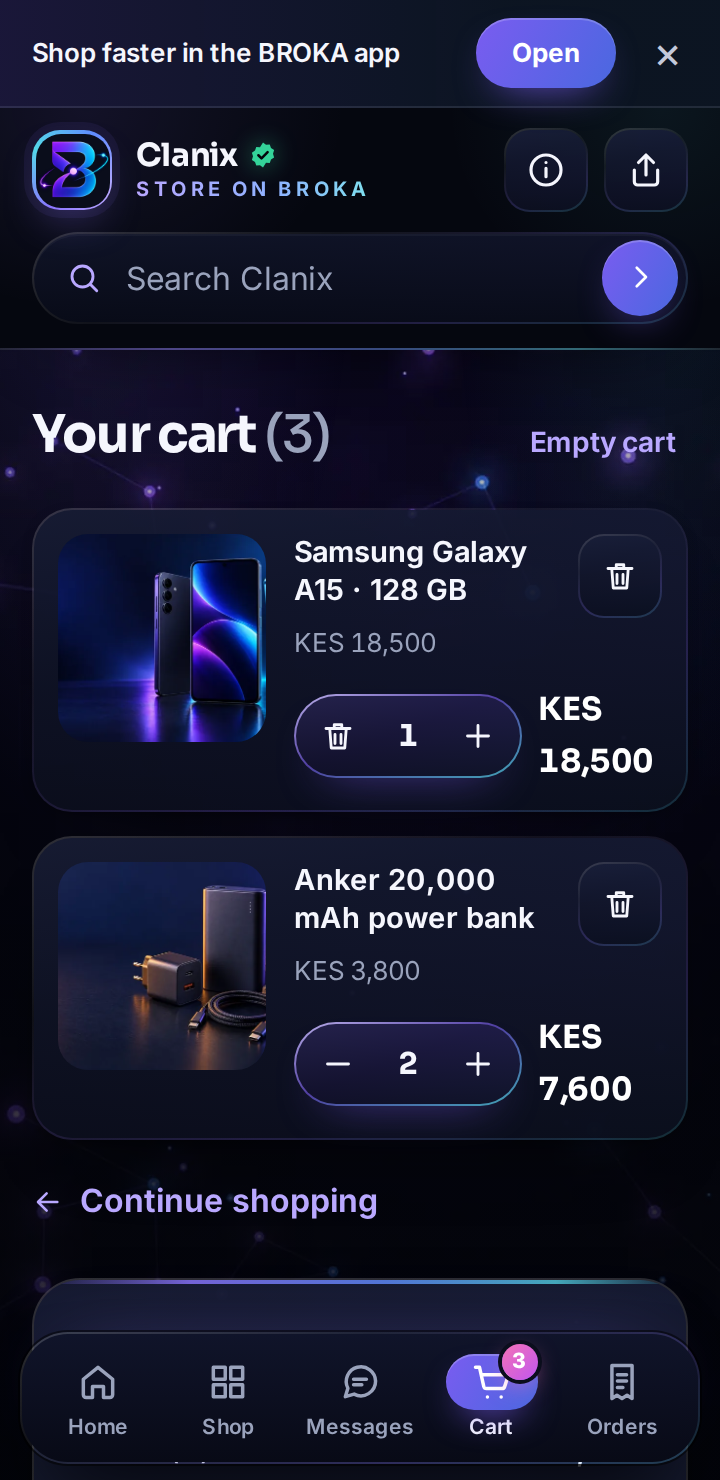 Shop faster in the BROKA app
Open
Clanix
STORE ON BROKA
Search Clanix
Your cart (3)
Empty cart
Samsung Galaxy
A15 · 128 GB
KES 18,500
1
KES
18,500
Anker 20,000
mAh power bank
KES 3,800
2
KES
7,600
Continue shopping
3
Home
Shop
Messages
Cart
Orders